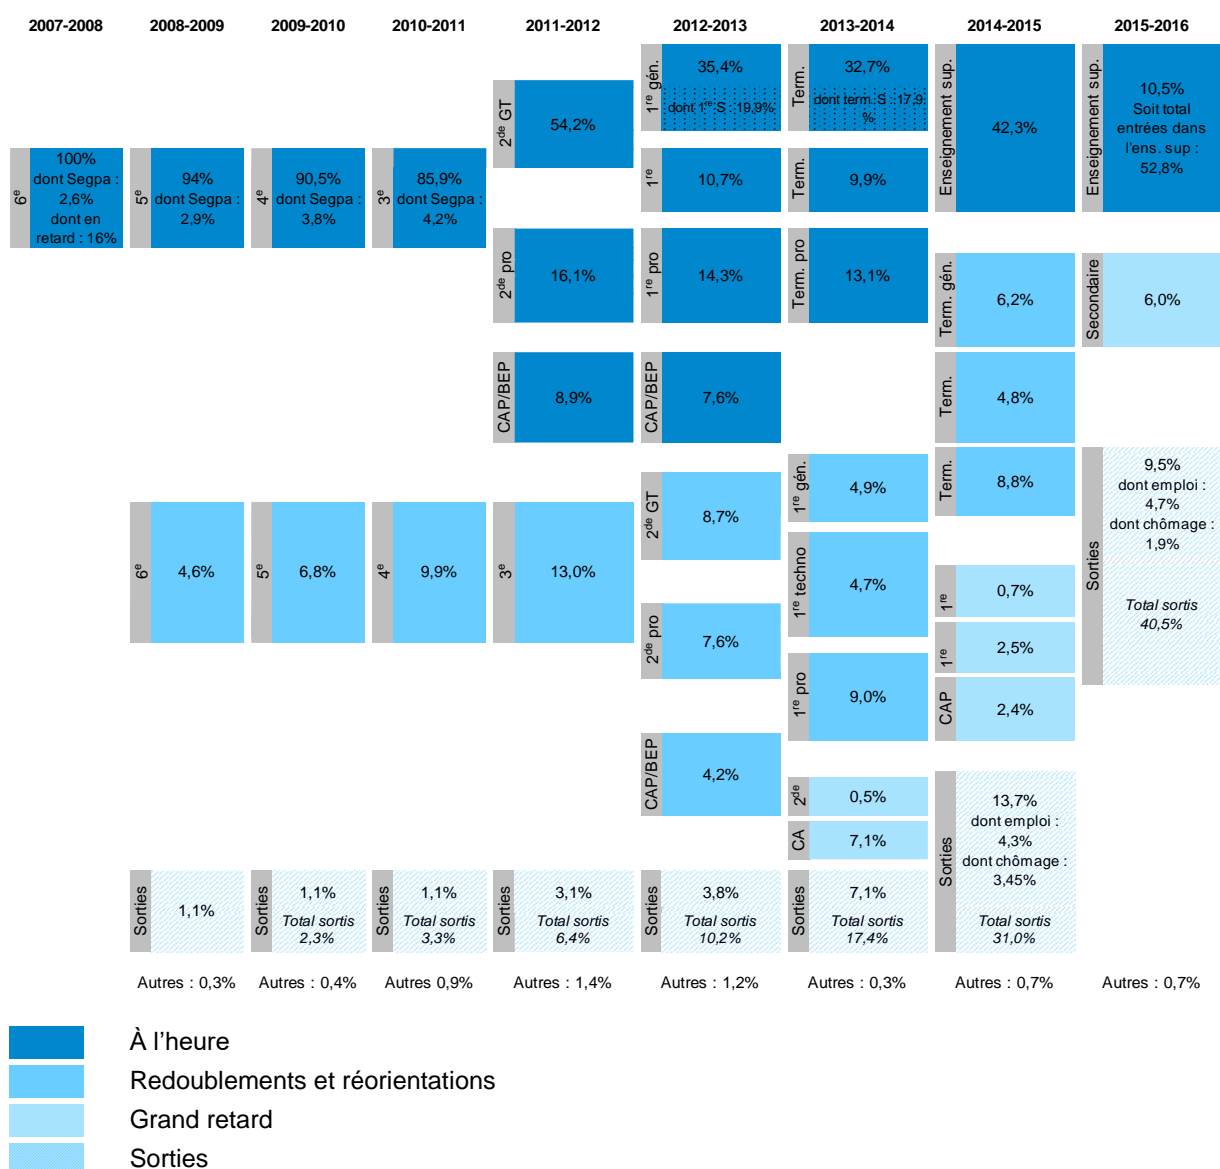 2007-2008
2008-2009
2009-2010
2010-2011
2011-2012
2012-2013
2013-2014
2014-2015
2015-2016
6e
100%
dont Segpa :
2,6%
dont en
retard : 16%
5e
94%
dont Segpa :
2,9%
4e
90,5%
dont Segpa :
3,8%
3e
85,9%
dont Segpa :
4,2%
2de GT
54,2%
2de pro
16,1%
CAP/BEP
8,9%
1re gén.
35,4%
dont 1re S : 19,9%
1re
10,7%
1re pro
14,3%
CAP/BEP
7,6%
Term.
32,7%
dont term. S : 17,9
%
Term.
9,9%
Term. pro
13,1%
Enseignement sup.
42,3%
Enseignement sup.
10,5%
Soit total
entrées dans
l'ens. sup :
52,8%
Term. gén.
6,2%
Secondaire
6,0%
Term.
4,8%
Term.
8,8%
6e
4,6%
5e
6,8%
4e
9,9%
3e
13,0%
2de GT
8,7%
2de pro
7,6%
CAP/BEP
4,2%
1re gén.
4,9%
1re techno
4,7%
1re pro
9,0%
2de
0,5%
CA
7,1%
1re
0,7%
1re
2,5%
CAP
2,4%
Sorties
9,5%
dont emploi :
4,7%
dont chômage :
1,9%
Total sortis
40,5%
Sorties
1,1%
Sorties
1,1%
Total sortis
2,3%
Sorties
1,1%
Total sortis
3,3%
Sorties
3,1%
Total sortis
6,4%
Sorties
3,8%
Total sortis
10,2%
Sorties
7,1%
Total sortis
17,4%
Sorties
13,7%
dont emploi :
4,3%
dont chômage :
3,45%
Total sortis
31,0%
Autres : 0,3%
Autres : 0,4%
Autres 0,9%
Autres : 1,4%
Autres : 1,2%
Autres : 0,3%
Autres : 0,7%
Autres : 0,7%
À l’heure
Redoublements et réorientations
Grand retard
Sorties